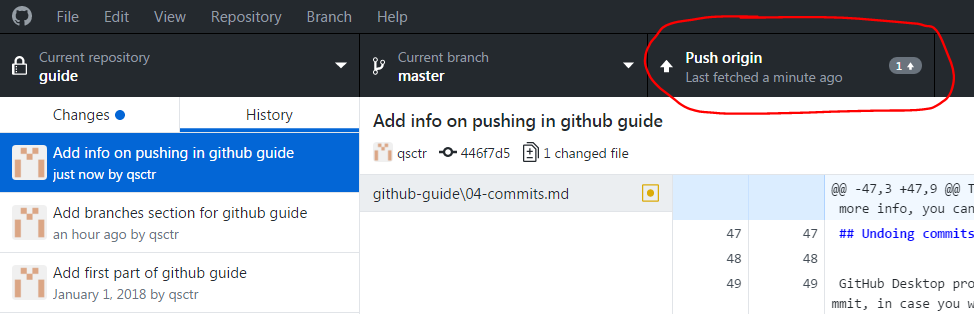 File Edit View Repository Branch Help
Current repository
guide
Current branch
master
Push origin
Last fetched a minute ago
1
Changes
History
Add info on pushing in github guide
just now by qsctr
Add branches section for github guide
an hour ago by qsctr
Add first part of github guide
January 1, 2018 by qsctr
Add info on pushing in github guide
qsctr 446f7d5 1 changed file
github-guide\04-commits.md
@@ -47,3 +47,9 @@ T
more info, you can
47 47 ## Undoing commits
48 48
49 49 GitHub Desktop pro
mmit, in case you w